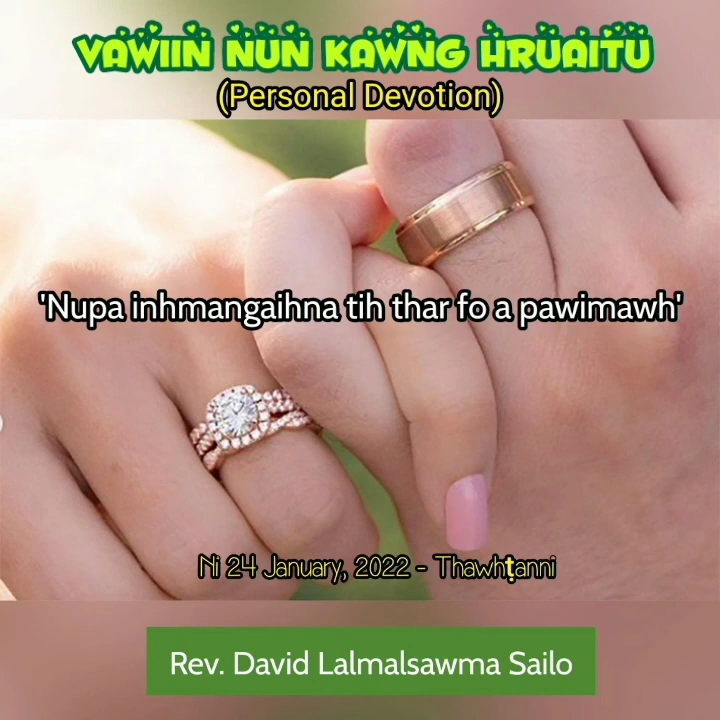 VAWIIN NUN KAWNG HRUAITU
(Personal Devotion)
'Nupa inhmangaihna tih thar fo a pawimawh'
Ni 24 January, 2022 - Thawhṭanni
Rev. David Lalmalsawma Sailo